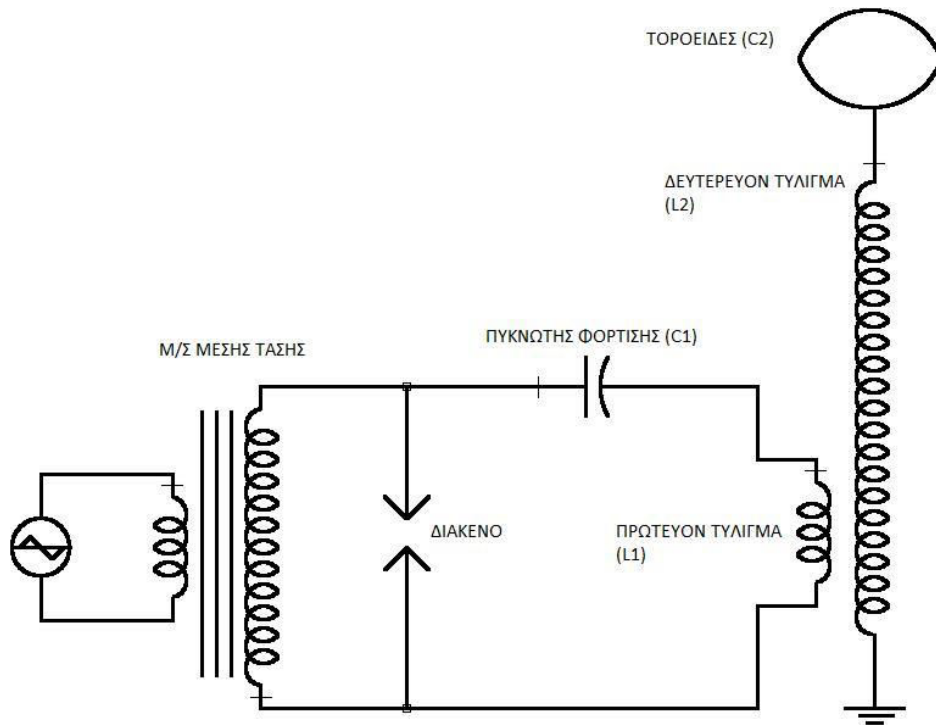 ΤΟΡΟΕΙΔΕΣ (C2)
ΔΕΥΤΕΡΕΥΟΝ ΤΥΛΙΓΜΑ
(L2)
ΠΥΚΝΩΤΗΣ ΦΟΡΤΙΣΗΣ (C1)
Μ/Σ ΜΕΣΗΣ ΤΑΣΗΣ
ΔΙΑΚΕΝΟ
ΠΡΩΤΕΥΟΝ ΤΥΛΙΓΜΑ
(L1)